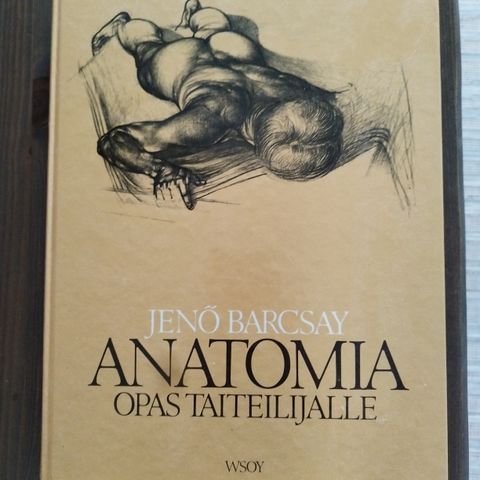 JENŐ BARCSAY
ANATOMIA
OPAS TAITEILIJALLE
WSOY